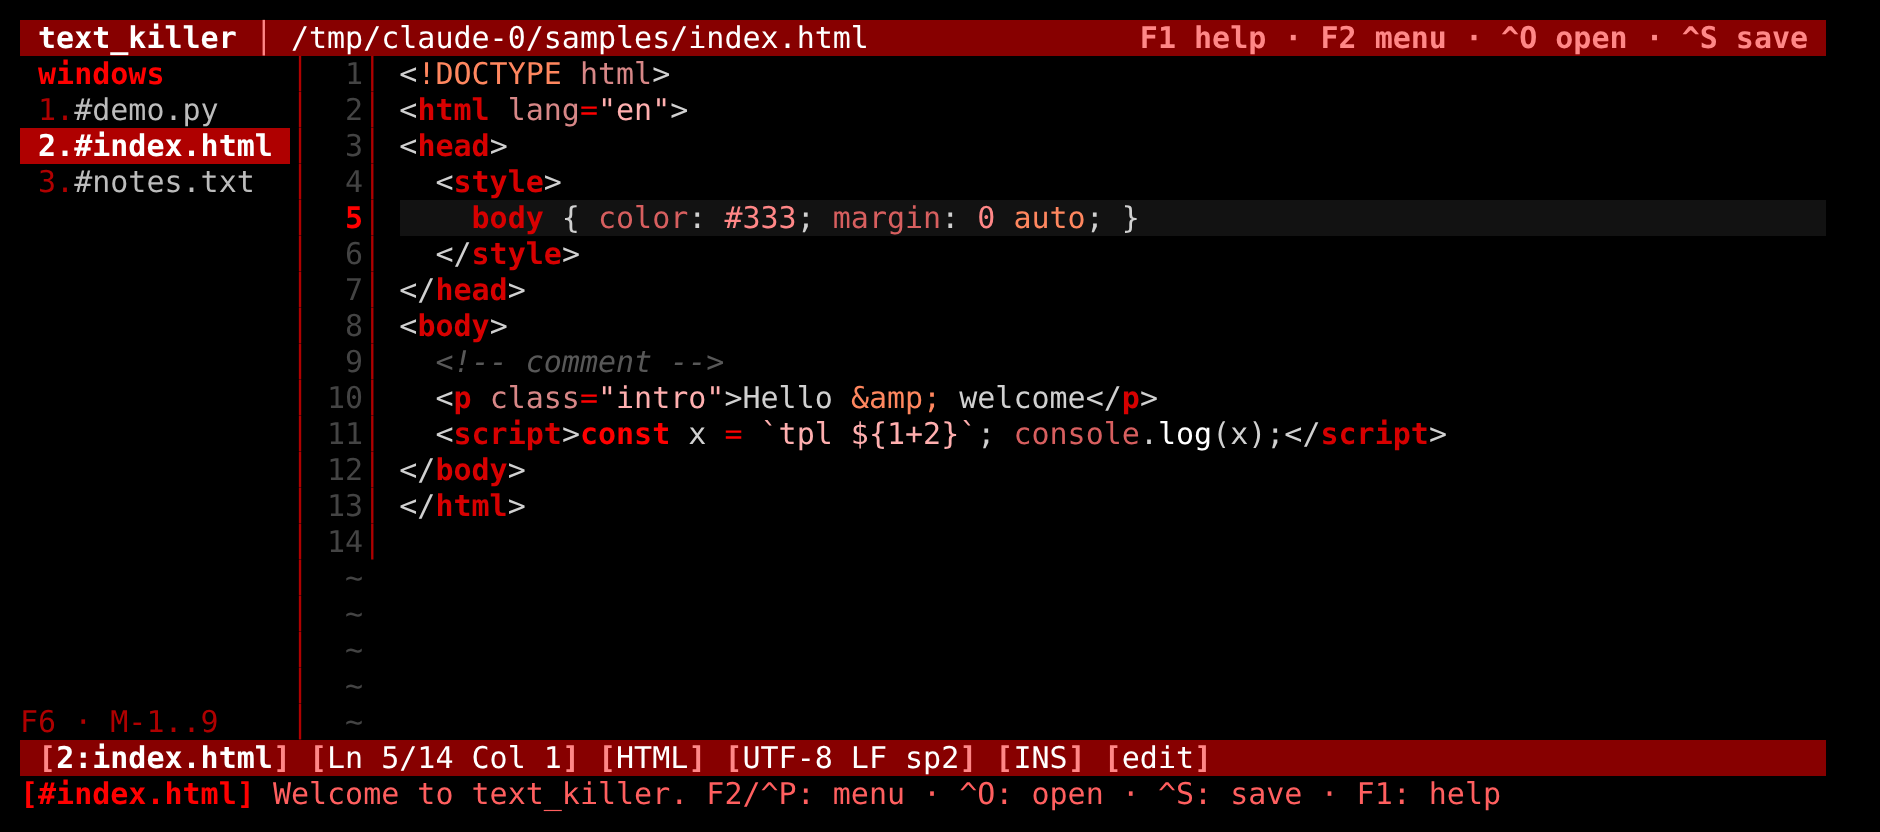 text_killer │ /tmp/claude-0/samples/index.html F1 help · F2 menu · ^O open · ^S save
windows
1.#demo.py
2.#index.html
3.#notes.txt
F6 · M-1..9
1 <!DOCTYPE html>
2 <html lang="en">
3 <head>
4   <style>
5     body { color: #333; margin: 0 auto; }
6   </style>
7 </head>
8 <body>
9   <!-- comment -->
10   <p class="intro">Hello &amp; welcome</p>
11   <script>const x = `tpl ${1+2}`; console.log(x);</script>
12 </body>
13 </html>
14
~
~
~
~
~
[2:index.html] [Ln 5/14 Col 1] [HTML] [UTF-8 LF sp2] [INS] [edit]
[#index.html] Welcome to text_killer. F2/^P: menu · ^O: open · ^S: save · F1: help